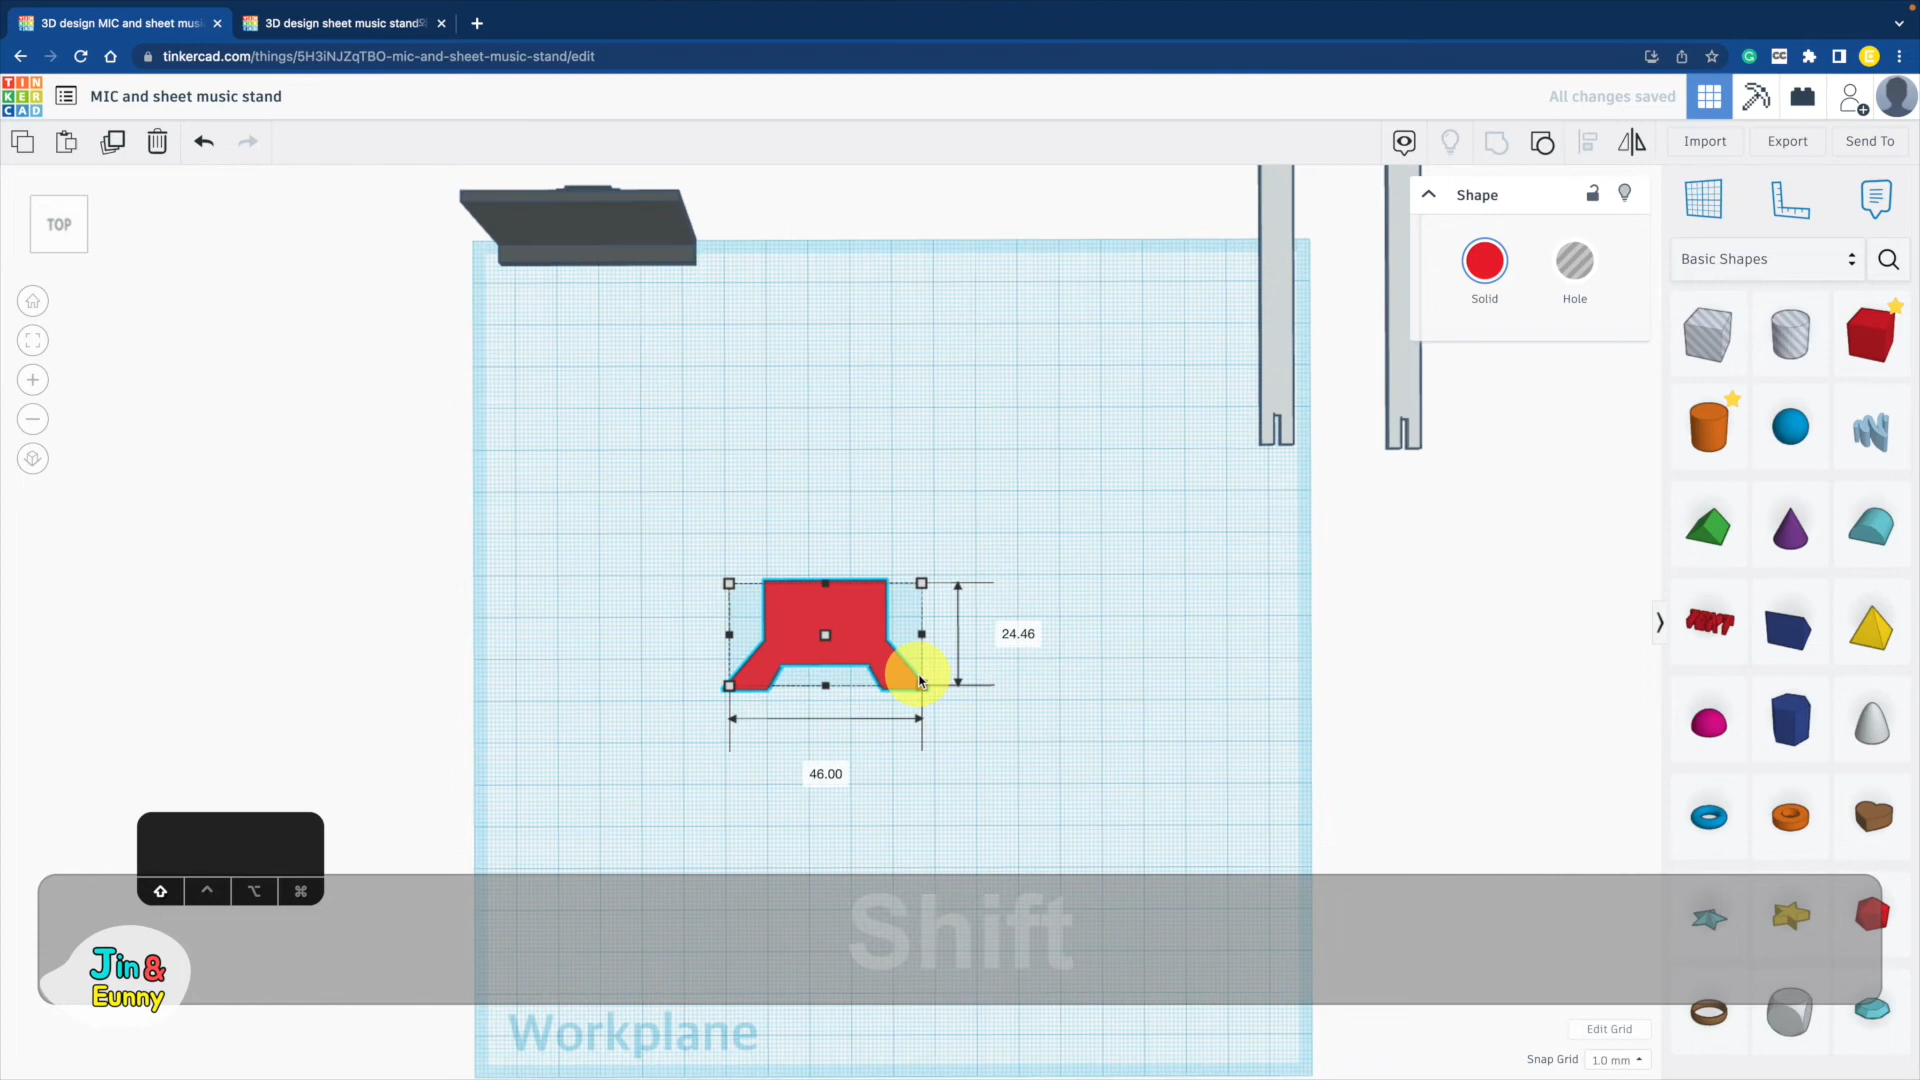 3D design MIC and sheet mus
3D design sheet music stand
tinkercad.com/things/5H3iNJZqTBO-mic-and-sheet-music-stand/edit
TIN
KER
CAD
MIC and sheet music stand
All changes saved
Import
Export
Send To
TOP
Shape
Solid
Hole
Basic Shapes
TEXT
24.46
46.00
Shift
Jin &
Eunny
Workplane
Edit Grid
Snap Grid
1.0 mm